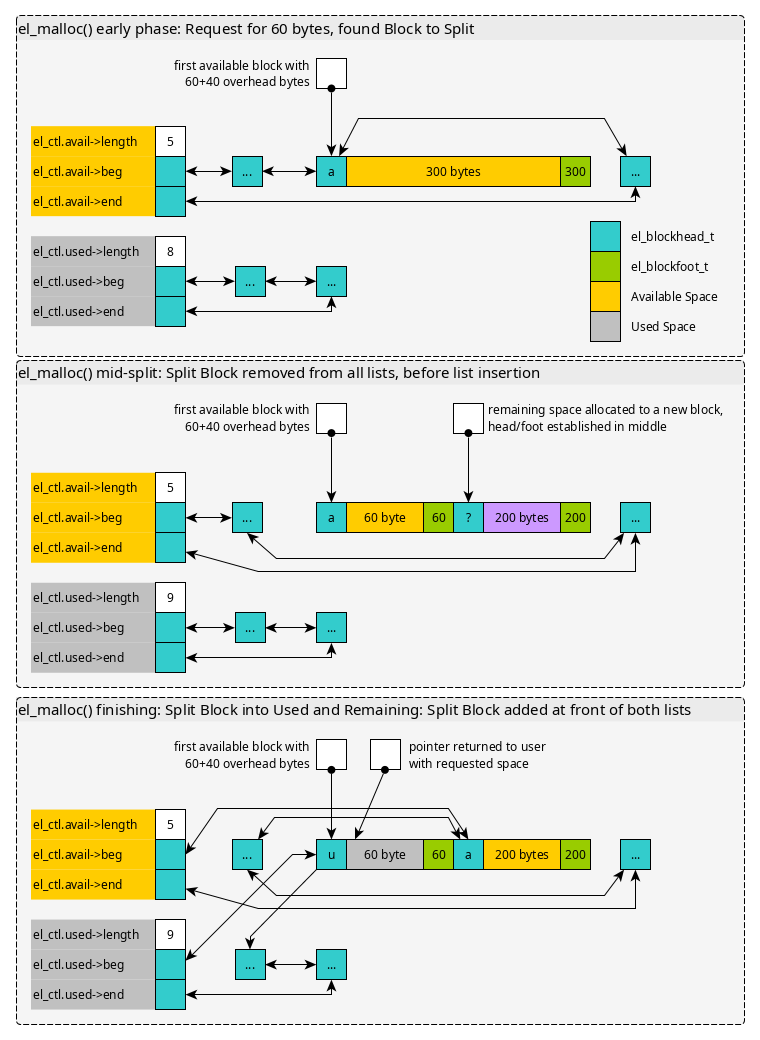 el_malloc() early phase: Request for 60 bytes, found Block to Split
first available block with
60+40 overhead bytes
el_ctl.avail->length 5
el_ctl.avail->beg ... a 300 bytes 300 ...
el_ctl.avail->end
el_ctl.used->length 8
el_ctl.used->beg ... ...
el_ctl.used->end
el_blockhead_t
el_blockfoot_t
Available Space
Used Space
el_malloc() mid-split: Split Block removed from all lists, before list insertion
first available block with
60+40 overhead bytes
remaining space allocated to a new block,
head/foot established in middle
el_ctl.avail->length 5
el_ctl.avail->beg ... a 60 byte 60 ? 200 bytes 200 ...
el_ctl.avail->end
el_ctl.used->length 9
el_ctl.used->beg ... ...
el_ctl.used->end
el_malloc() finishing: Split Block into Used and Remaining: Split Block added at front of both lists
first available block with
60+40 overhead bytes
pointer returned to user
with requested space
el_ctl.avail->length 5
el_ctl.avail->beg ... u 60 byte 60 a 200 bytes 200 ...
el_ctl.avail->end
el_ctl.used->length 9
el_ctl.used->beg ... ...
el_ctl.used->end